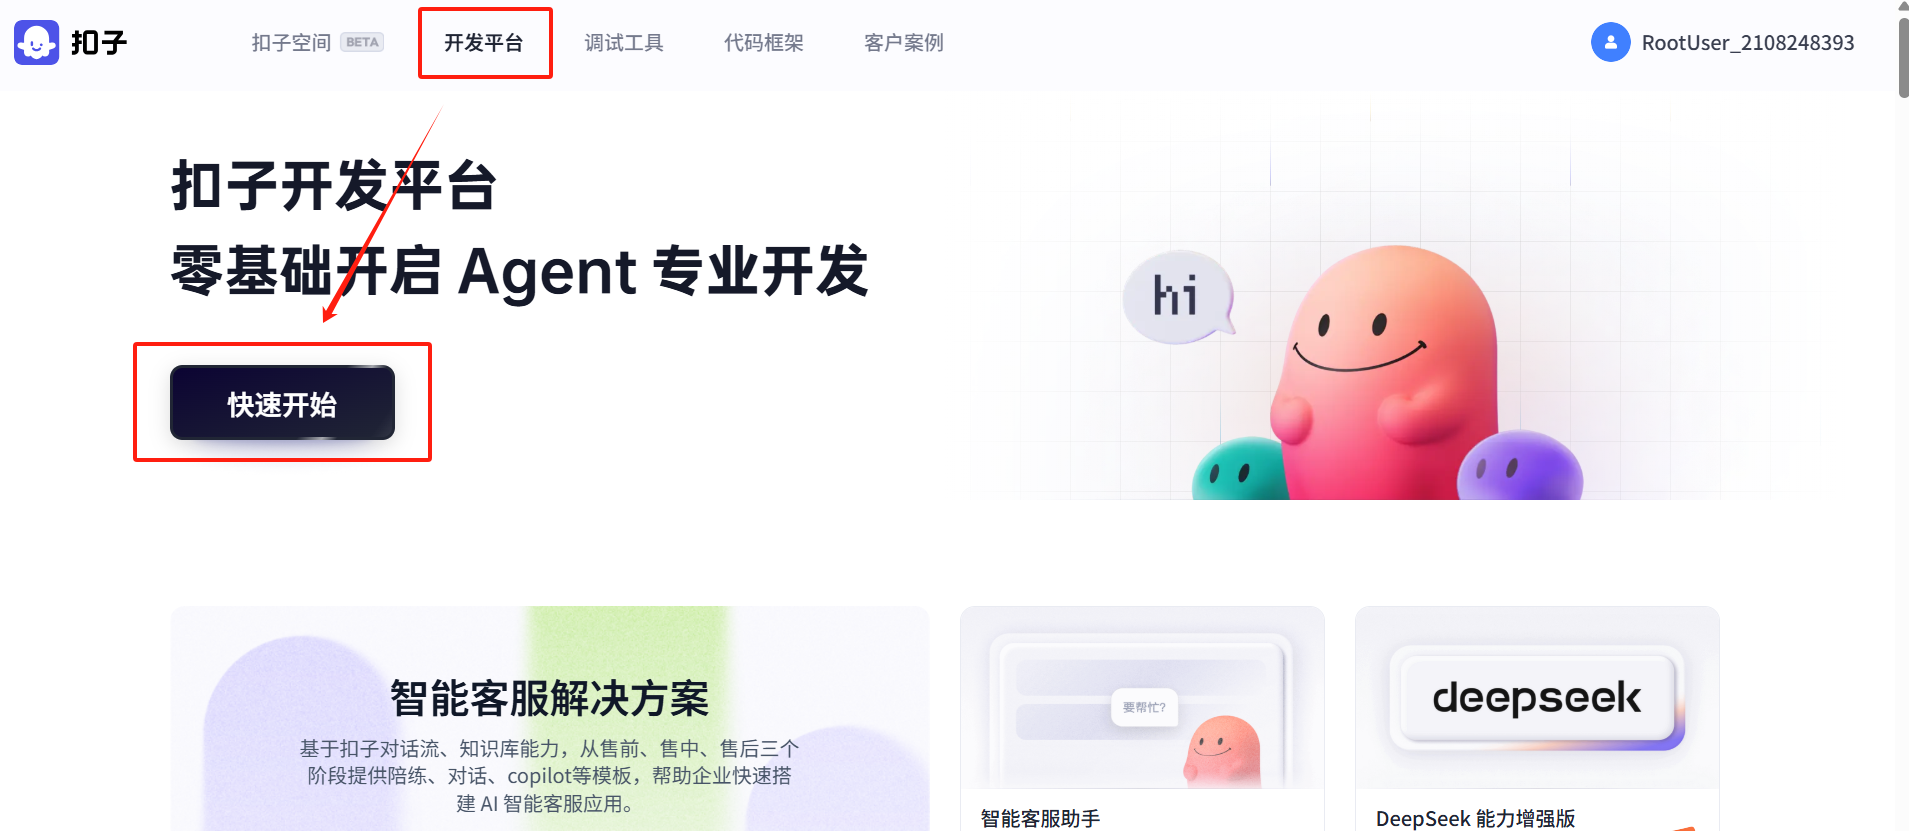 扣子
扣子空间 BETA
开发平台
调试工具
代码框架
客户案例
RootUser_2108248393
扣子开发平台
零基础开启 Agent 专业开发
快速开始
hi
智能客服解决方案
基于扣子对话流、知识库能力，从售前、售中、售后三个
阶段提供陪练、对话、copilot等模板，帮助企业快速搭
建 AI 智能客服应用。
要帮忙?
智能客服助手
deepseek
DeepSeek 能力增强版